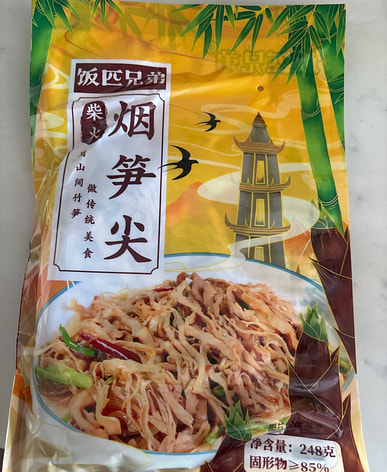 饭匹兄弟
柴火
烟笋尖
山间竹笋
做传统美食
净含量：248克
固形物≥85%